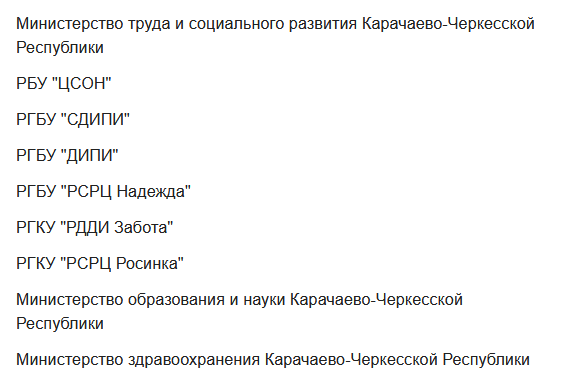 Министерство труда и социального развития Карачаево-Черкесской
Республики
РБУ "ЦСОН"
РГБУ "СДИПИ"
РГБУ "ДИПИ"
РГБУ "РСРЦ Надежда"
РГКУ "РДДИ Забота"
РГКУ "РСРЦ Росинка"
Министерство образования и науки Карачаево-Черкесской
Республики
Министерство здравоохранения Карачаево-Черкесской Республики